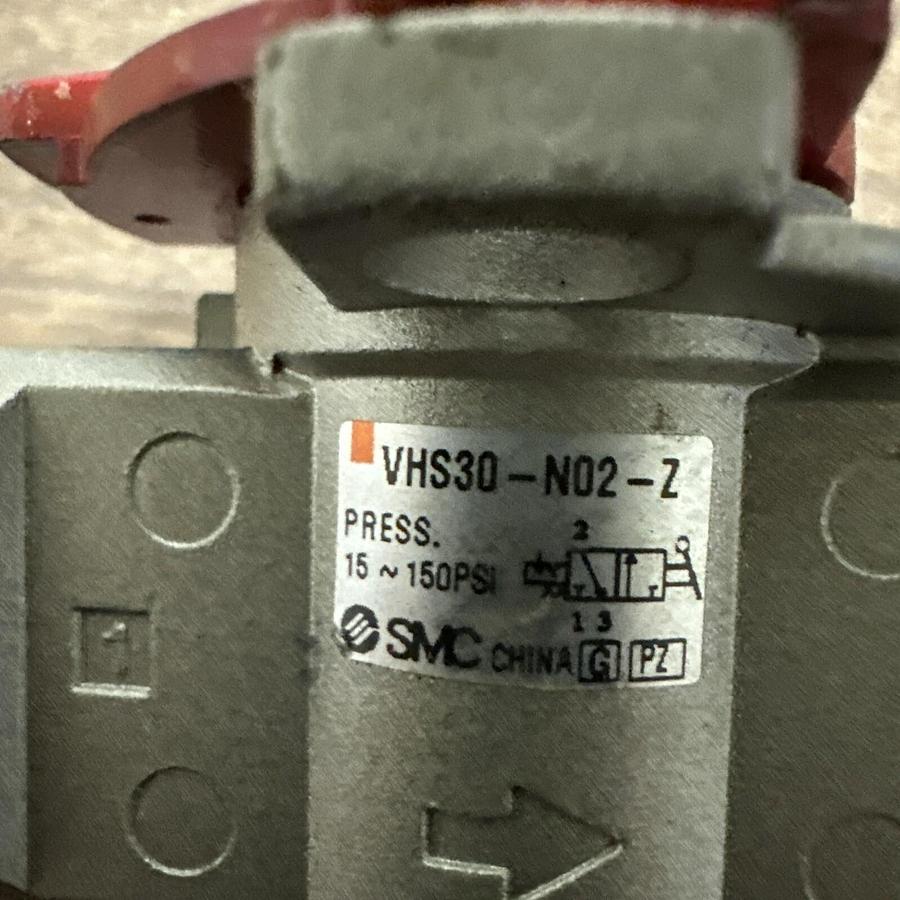 VHS30-N02-Z
PRESS.
15~150PSI
2
1 3
SMC CHINA G PZ
1